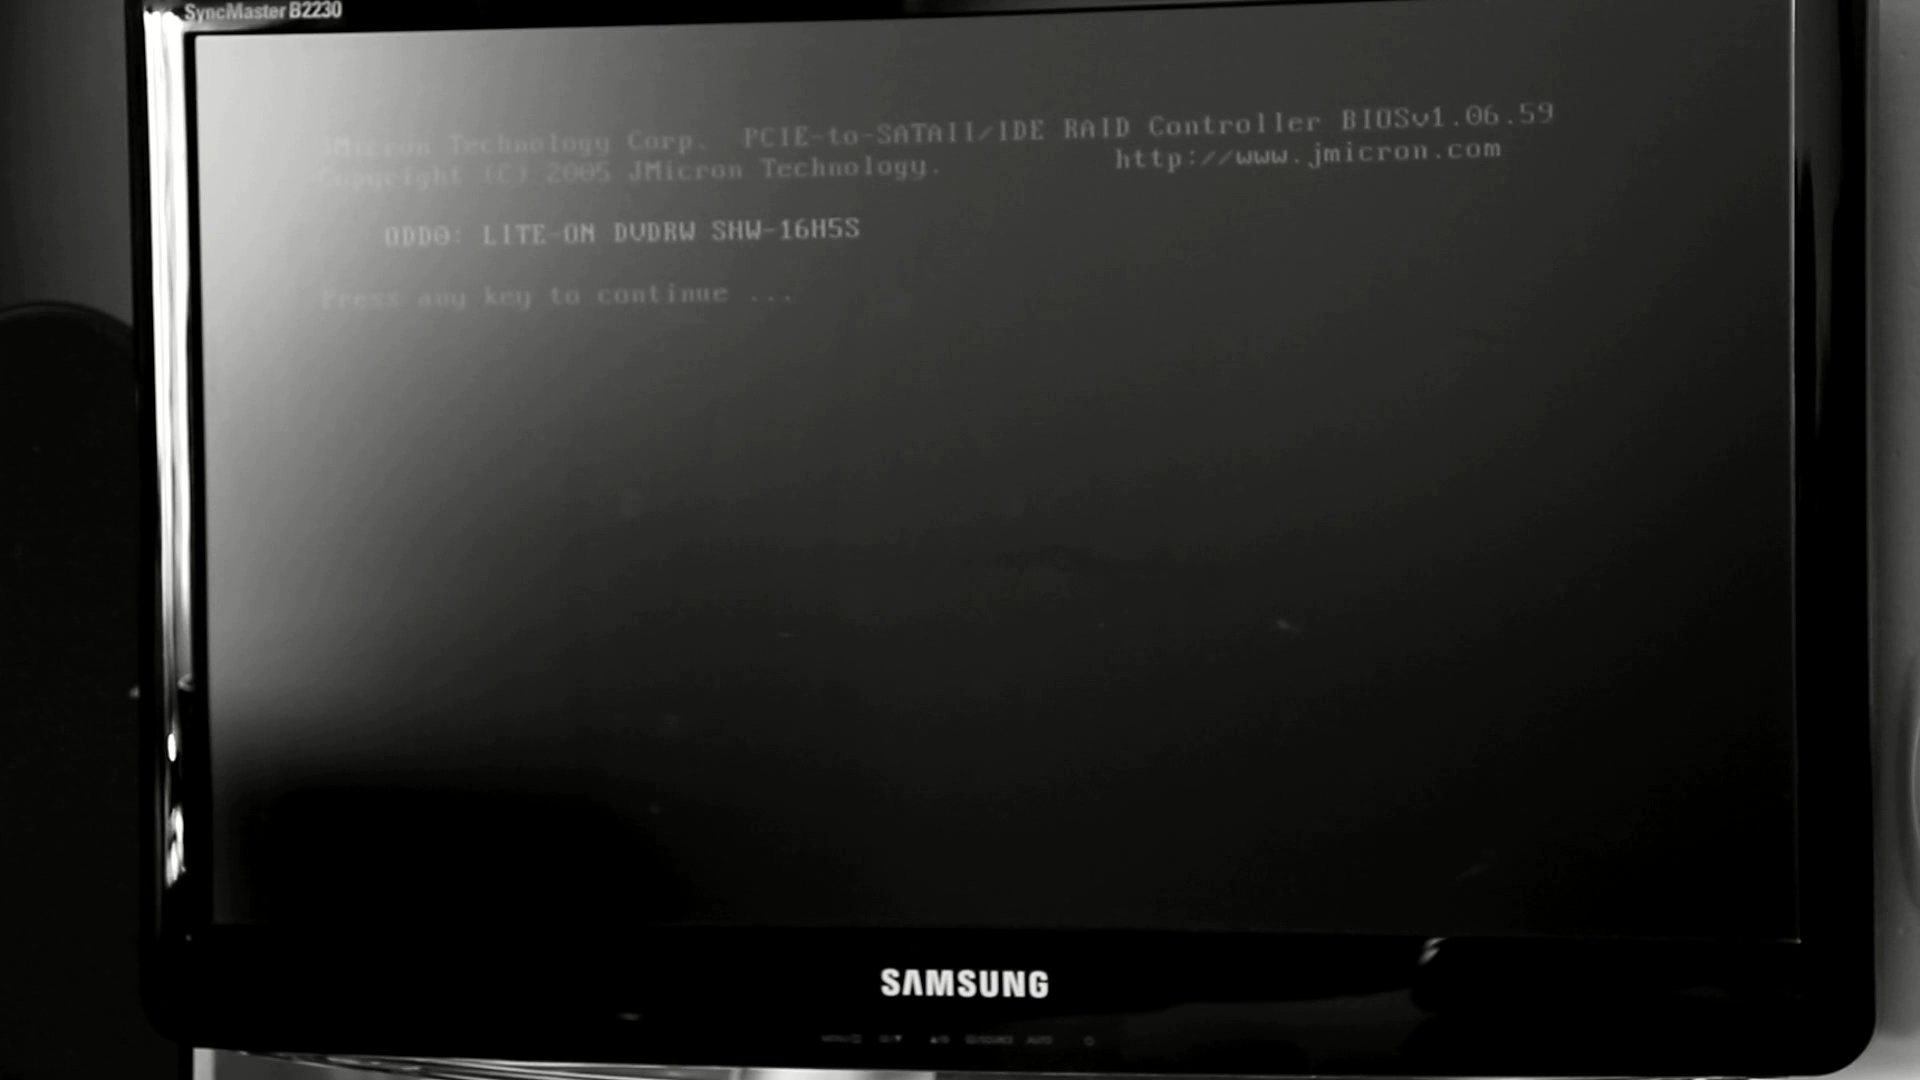 SyncMaster B2230
JMicron Technology Corp. PCIE-to-SATAII/IDE RAID Controller BIOSv1.06.59
Copyright (C) 2005 JMicron Technology. http://www.jmicron.com
ODD0: LITE-ON DVDRW SHW-16H5S
Press any key to continue ...
SAMSUNG